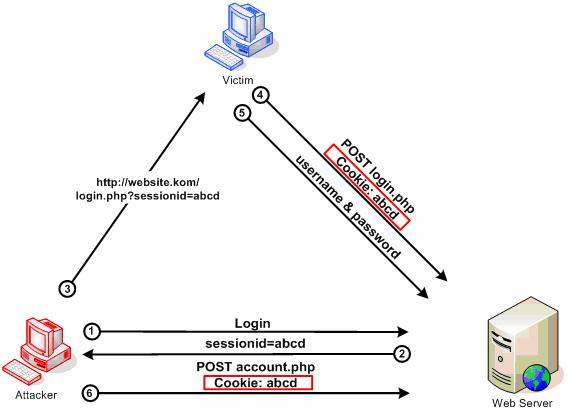 Victim
4
5
POST login.php
Cookie: abcd
username & password
http://website.kom/
login.php?sessionid=abcd
3
1
Login
sessionid=abcd
2
POST account.php
6
Cookie: abcd
Attacker
Web Server